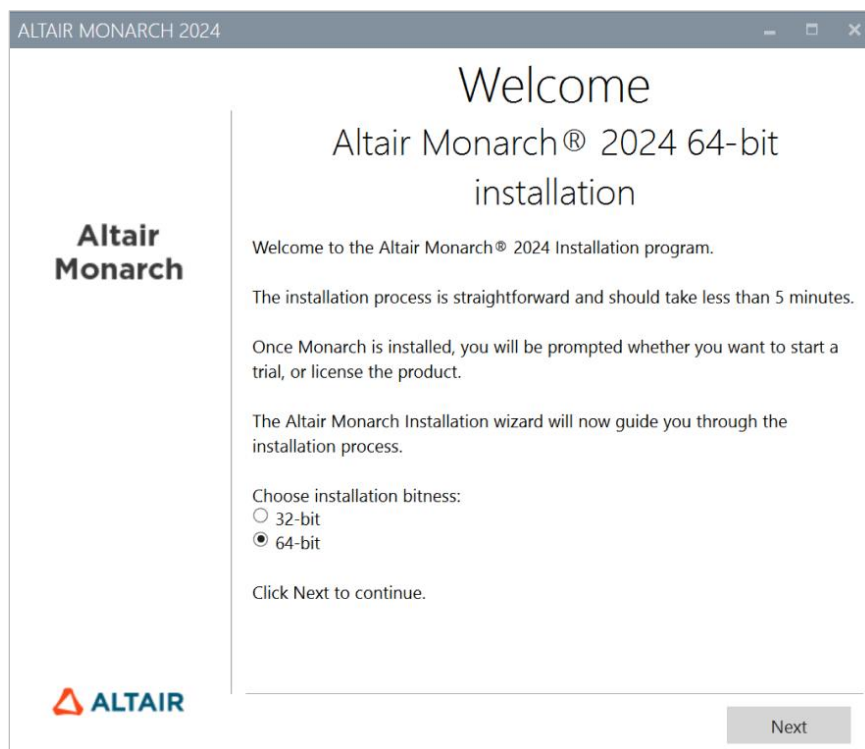 ALTAIR MONARCH 2024
Welcome
Altair Monarch® 2024 64-bit
installation
Altair
Monarch
Welcome to the Altair Monarch® 2024 Installation program.
The installation process is straightforward and should take less than 5 minutes.
Once Monarch is installed, you will be prompted whether you want to start a
trial, or license the product.
The Altair Monarch Installation wizard will now guide you through the
installation process.
Choose installation bitness:
32-bit
64-bit
Click Next to continue.
ALTAIR
Next